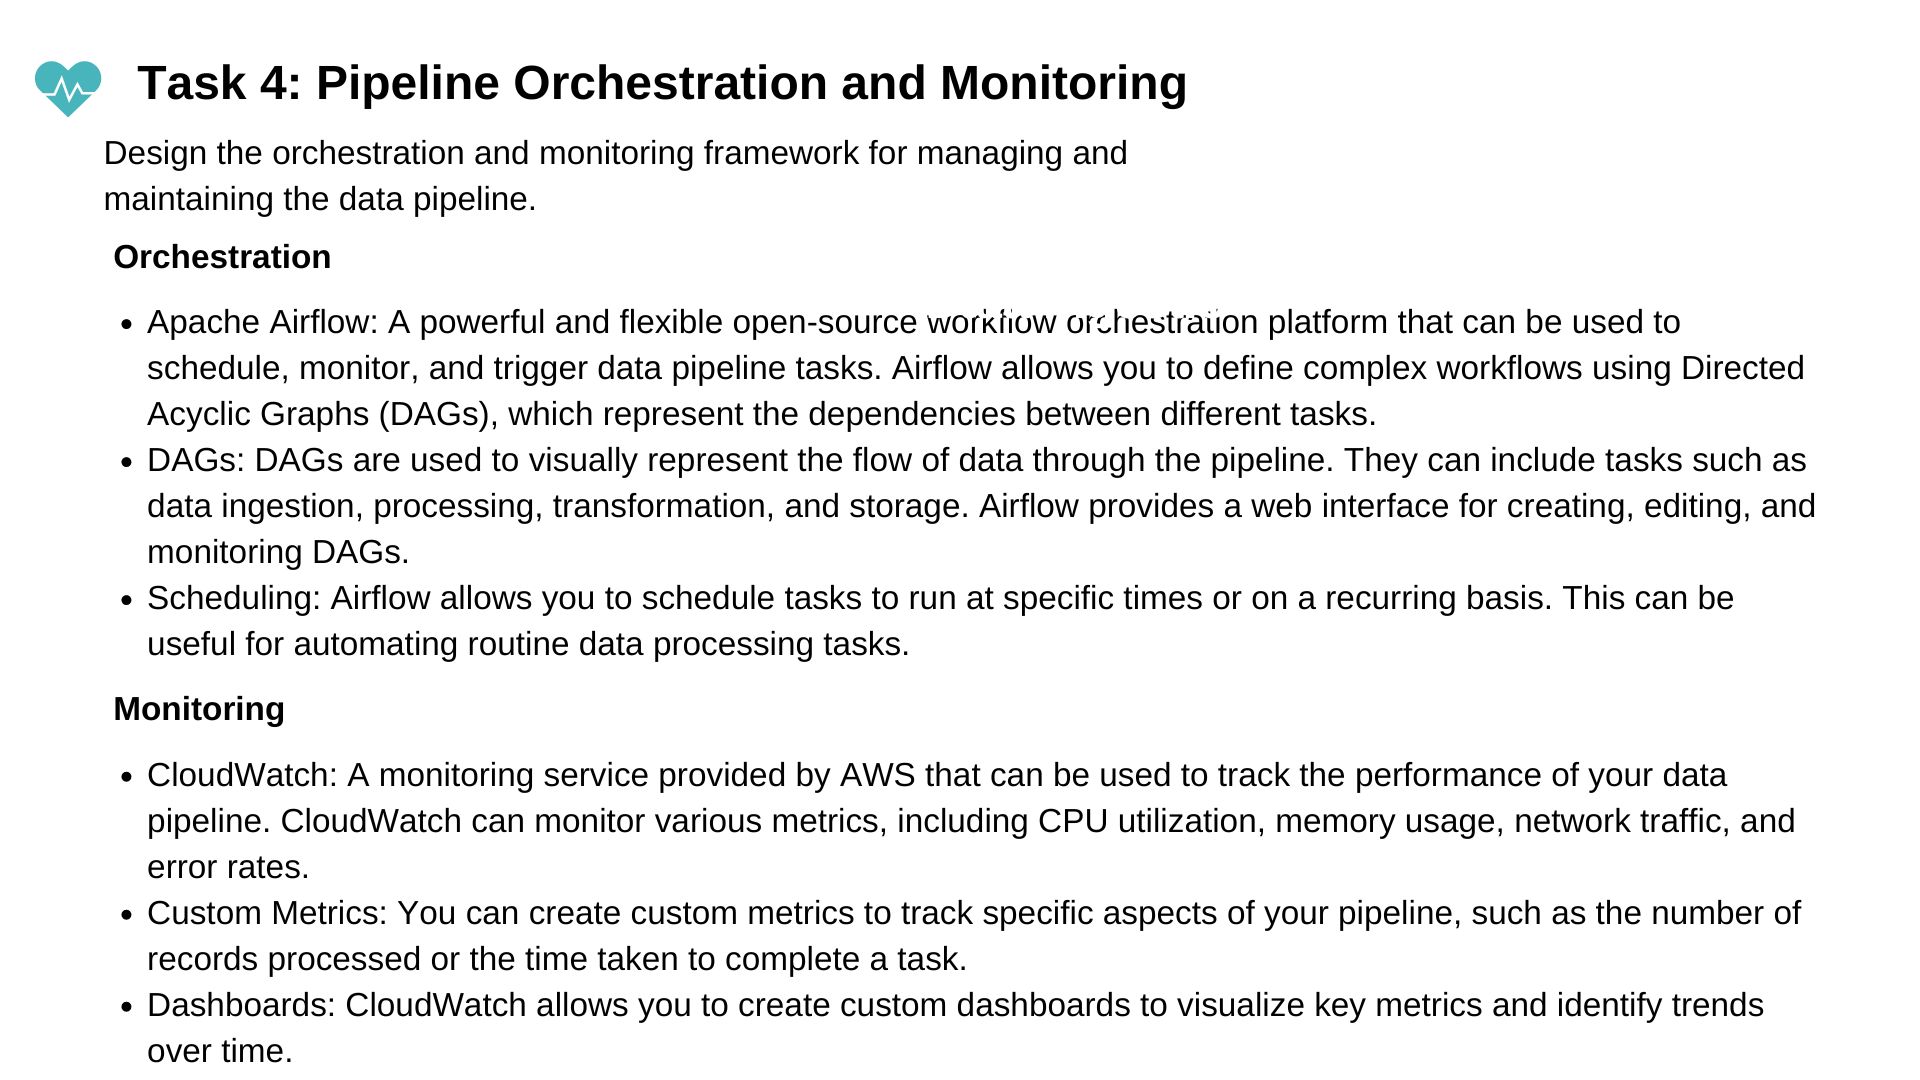 Task 4: Pipeline Orchestration and Monitoring
Design the orchestration and monitoring framework for managing and
maintaining the data pipeline.
Orchestration
• Apache Airflow: A powerful and flexible open-source workflow orchestration platform that can be used to
schedule, monitor, and trigger data pipeline tasks. Airflow allows you to define complex workflows using Directed
Acyclic Graphs (DAGs), which represent the dependencies between different tasks.
• DAGs: DAGs are used to visually represent the flow of data through the pipeline. They can include tasks such as
data ingestion, processing, transformation, and storage. Airflow provides a web interface for creating, editing, and
monitoring DAGs.
• Scheduling: Airflow allows you to schedule tasks to run at specific times or on a recurring basis. This can be
useful for automating routine data processing tasks.
Monitoring
• CloudWatch: A monitoring service provided by AWS that can be used to track the performance of your data
pipeline. CloudWatch can monitor various metrics, including CPU utilization, memory usage, network traffic, and
error rates.
• Custom Metrics: You can create custom metrics to track specific aspects of your pipeline, such as the number of
records processed or the time taken to complete a task.
• Dashboards: CloudWatch allows you to create custom dashboards to visualize key metrics and identify trends
over time.